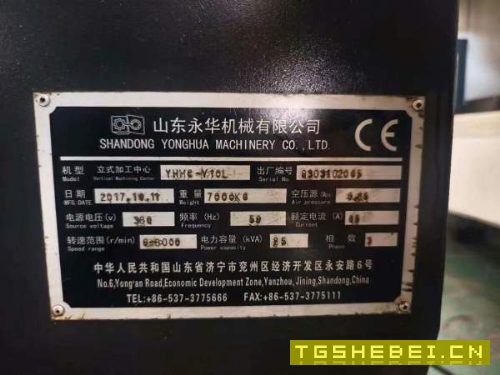 山东永华机械有限公司
SHANDONG YONGHUA MACHINERY CO.,LTD.
CE
机型 立式加工中心 出厂编号
Model Vertical Machining Center Serial No.
日期 2017.10.11 重量 7000KG 空压源
MFG DATE Weight Air pressure
电源电压(v) 380 频率(Hz) 50 额定电流(A)
Source voltage Frequency Current
转速范围(r/min) 电力容量(kVA) 25 相数 3
Speed range Power capacity Phase
中华人民共和国山东省济宁市兖州区经济开发区永安路6号
No.6,Yong'an Road,Economic Development Zone,Yanzhou,Jining,Shandong,China
TEL:+86-537-3775666 FAX:+86-537-3775111
TGSHEBEI.CN